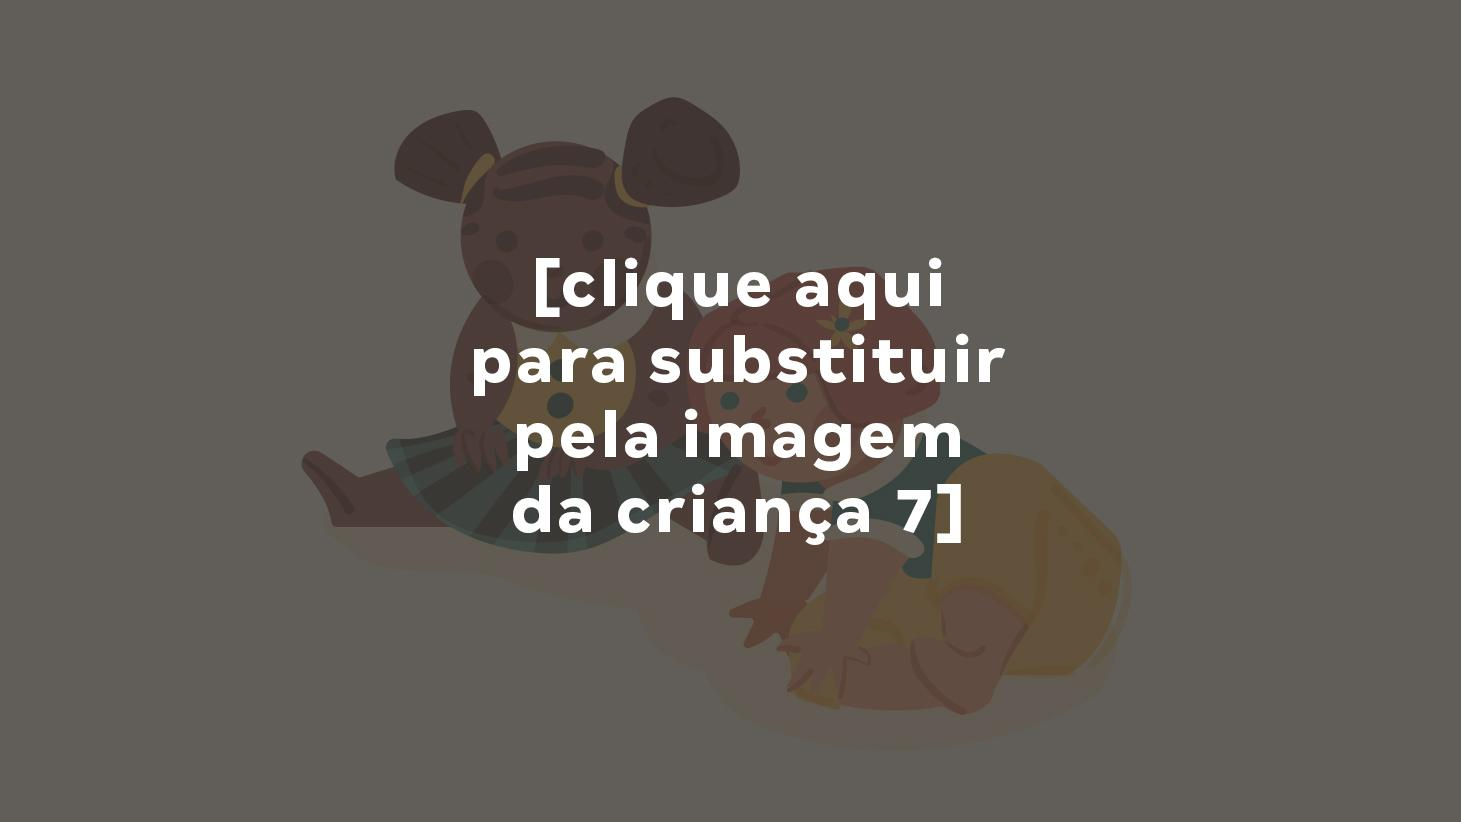 [clique aqui
para substituir
pela imagem
da criança 7]